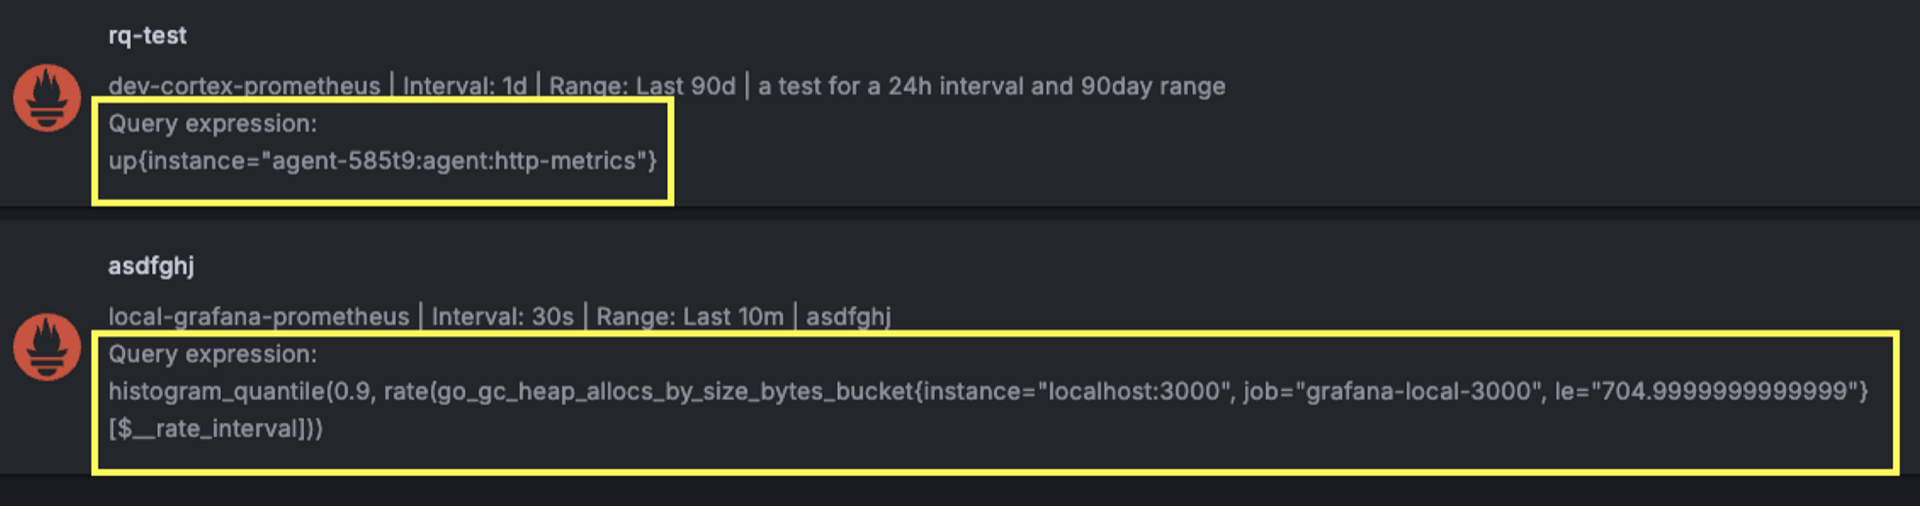 rq-test
dev-cortex-prometheus | Interval: 1d | Range: Last 90d | a test for a 24h interval and 90day range
Query expression:
up{instance="agent-585t9:agent:http-metrics"}
asdfghj
local-grafana-prometheus | Interval: 30s | Range: Last 10m | asdfghj
Query expression:
histogram_quantile(0.9, rate(go_gc_heap_allocs_by_size_bytes_bucket{instance="localhost:3000", job="grafana-local-3000", le="704.9999999999999"}
[$__rate_interval]))